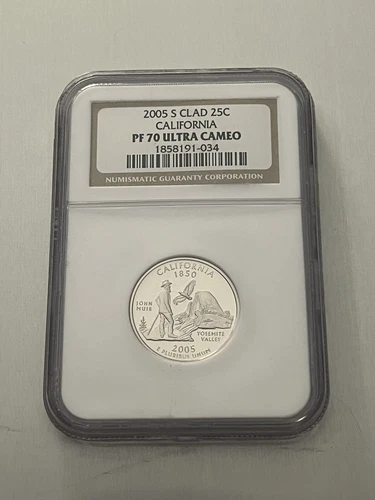 2005 S CLAD 25C
CALIFORNIA
PF 70 ULTRA CAMEO
1858191-034
NUMISMATIC GUARANTY CORPORATION
CALIFORNIA
1850
JOHN
MUIR
YOSEMITE
VALLEY
2005
E PLURIBUS UNUM